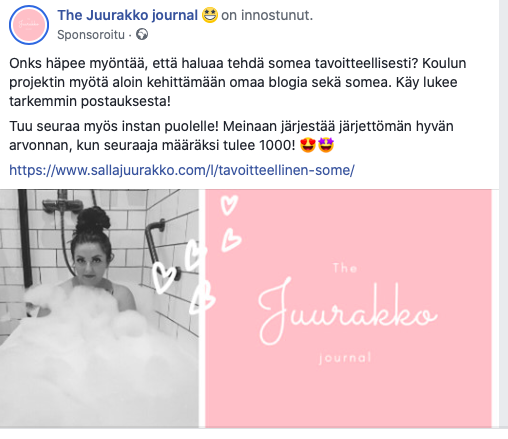 The Juurakko journal 😄 on innostunut.
Sponsoroitu ·
Onks häpee myöntää, että haluaa tehdä somea tavoitteellisesti? Koulun
projektin myötä aloin kehittämään omaa blogia sekä somea. Käy lukee
tarkemmin postauksesta!
Tuu seuraa myös instan puolelle! Meinaan järjestää järjettömän hyvän
arvonnan, kun seuraaja määräksi tulee 1000! 😍🤩
https://www.sallajuurakko.com/l/tavoitteellinen-some/
The
Juurakko
journal